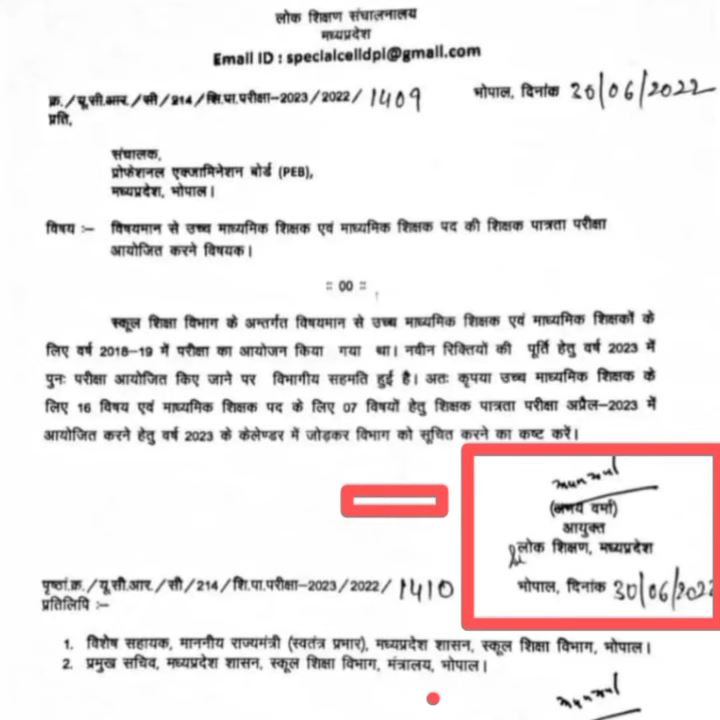 लोक शिक्षण संचालनालय
मध्यप्रदेश
Email ID : specialcelldpi@gmail.com
क्र./यू.सी.आर./सी/214/शि.पा.परीक्षा–2023/2022/ 1409 भोपाल, दिनांक 30/06/2022
प्रति,
संचालक,
प्रोफेशनल एक्जामिनेशन बोर्ड (PEB),
मध्यप्रदेश, भोपाल।
विषय :– विषयमान से उच्च माध्यमिक शिक्षक एवं माध्यमिक शिक्षक पद की शिक्षक पात्रता परीक्षा
आयोजित करने विषयक।
:: 00 ::
स्कूल शिक्षा विभाग के अन्तर्गत विषयमान से उच्च माध्यमिक शिक्षक एवं माध्यमिक शिक्षकों के
लिए वर्ष 2018–19 में परीक्षा का आयोजन किया गया था। नवीन रिक्तियों की पूर्ति हेतु वर्ष 2023 में
पुनः परीक्षा आयोजित किए जाने पर विभागीय सहमति हुई है। अतः कृपया उच्च माध्यमिक शिक्षक के
लिए 16 विषय एवं माध्यमिक शिक्षक पद के लिए 07 विषयों हेतु शिक्षक पात्रता परीक्षा अप्रैल–2023 में
आयोजित करने हेतु वर्ष 2023 के केलेण्डर में जोड़कर विभाग को सूचित करने का कष्ट करें।
(अभय वर्मा)
आयुक्त
लोक शिक्षण, मध्यप्रदेश
पृष्ठां.क्र./यू.सी.आर./सी/214/शि.पा.परीक्षा–2023/2022/ 1410 भोपाल, दिनांक 30/06/2022
प्रतिलिपि :–
1. विशेष सहायक, माननीय राज्यमंत्री (स्वतंत्र प्रभार), मध्यप्रदेश शासन, स्कूल शिक्षा विभाग, भोपाल।
2. प्रमुख सचिव, मध्यप्रदेश शासन, स्कूल शिक्षा विभाग, मंत्रालय, भोपाल।